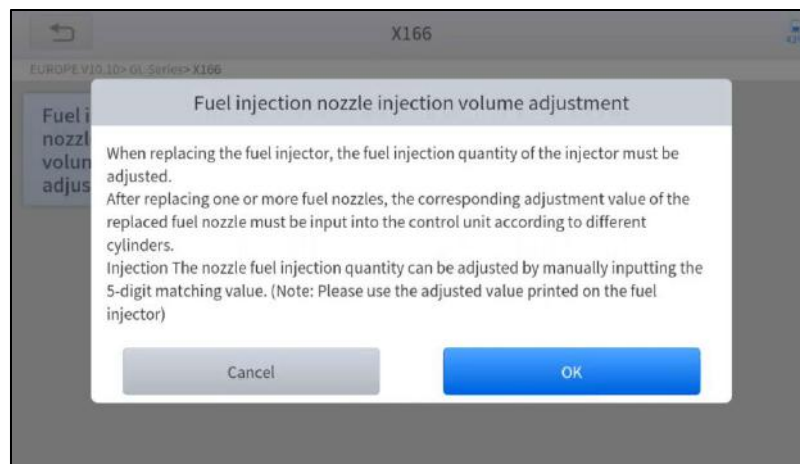 X166
EUROPE V10.10> GL-Series> X166
Fuel injection nozzle injection volume adjustment
Fuel i
nozzl
volun
adjus
When replacing the fuel injector, the fuel injection quantity of the injector must be
adjusted.
After replacing one or more fuel nozzles, the corresponding adjustment value of the
replaced fuel nozzle must be input into the control unit according to different
cylinders.
Injection The nozzle fuel injection quantity can be adjusted by manually inputting the
5-digit matching value. (Note: Please use the adjusted value printed on the fuel
injector)
Cancel
OK